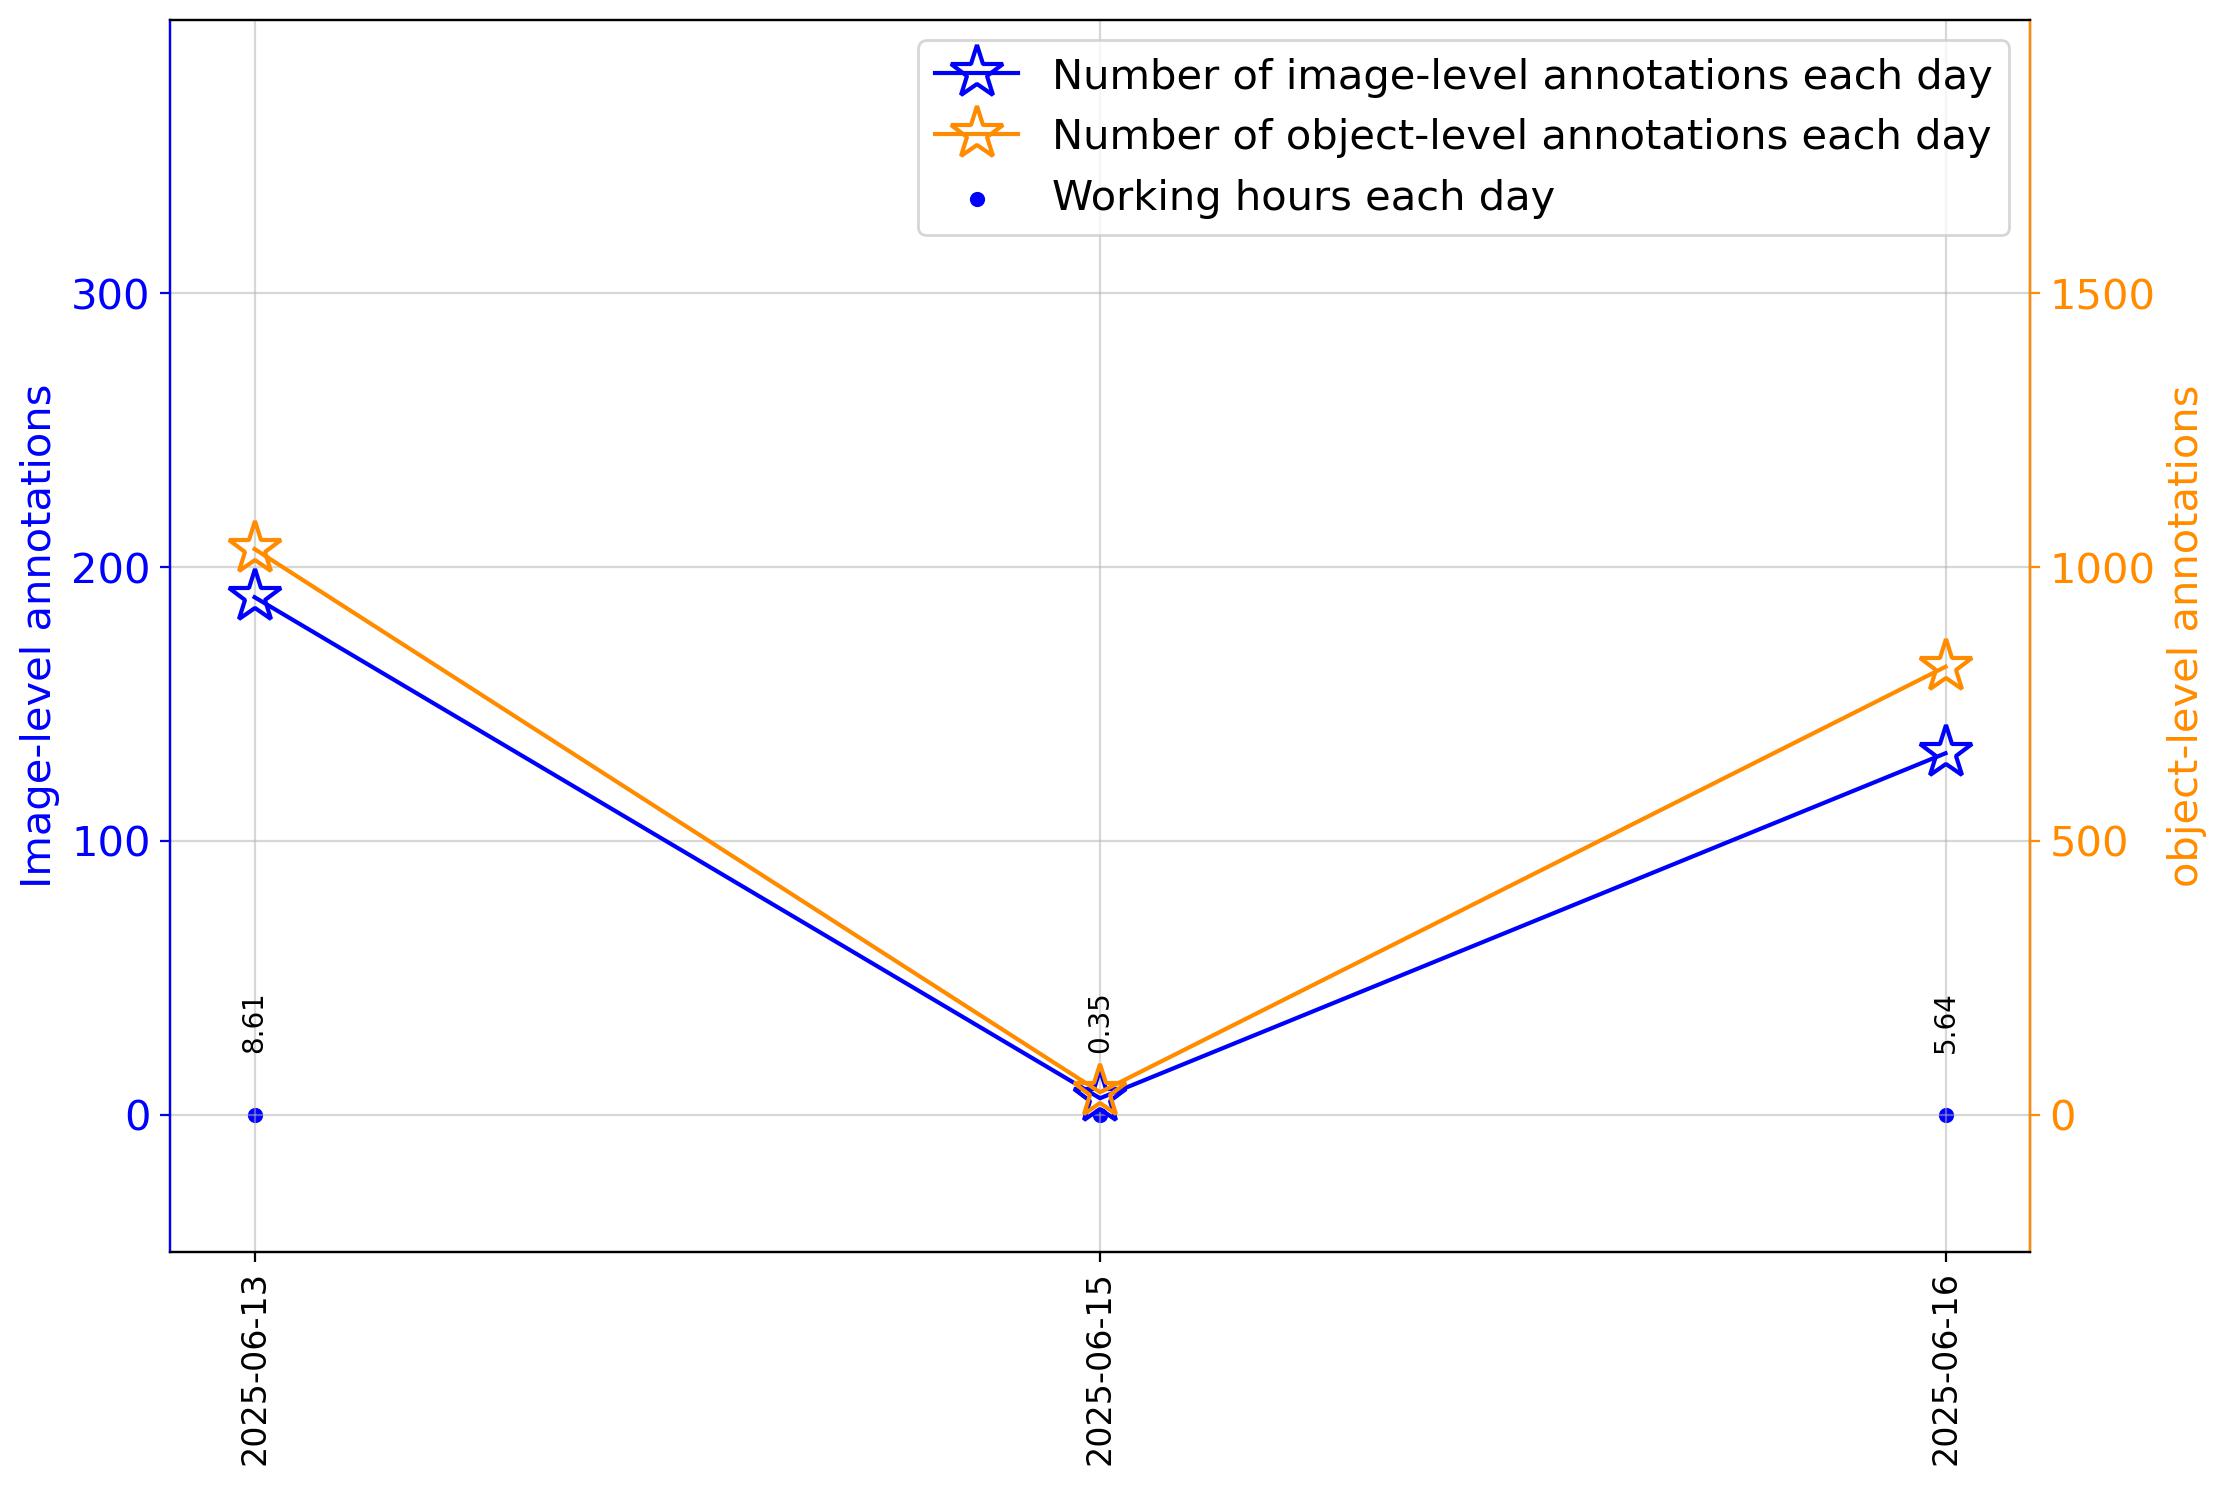 Number of image-level annotations each day
Number of object-level annotations each day
Working hours each day
Image-level annotations
300
200
100
0
8.61
0.35
5.64
1500
1000
500
0
object-level annotations
2025-06-13
2025-06-15
2025-06-16